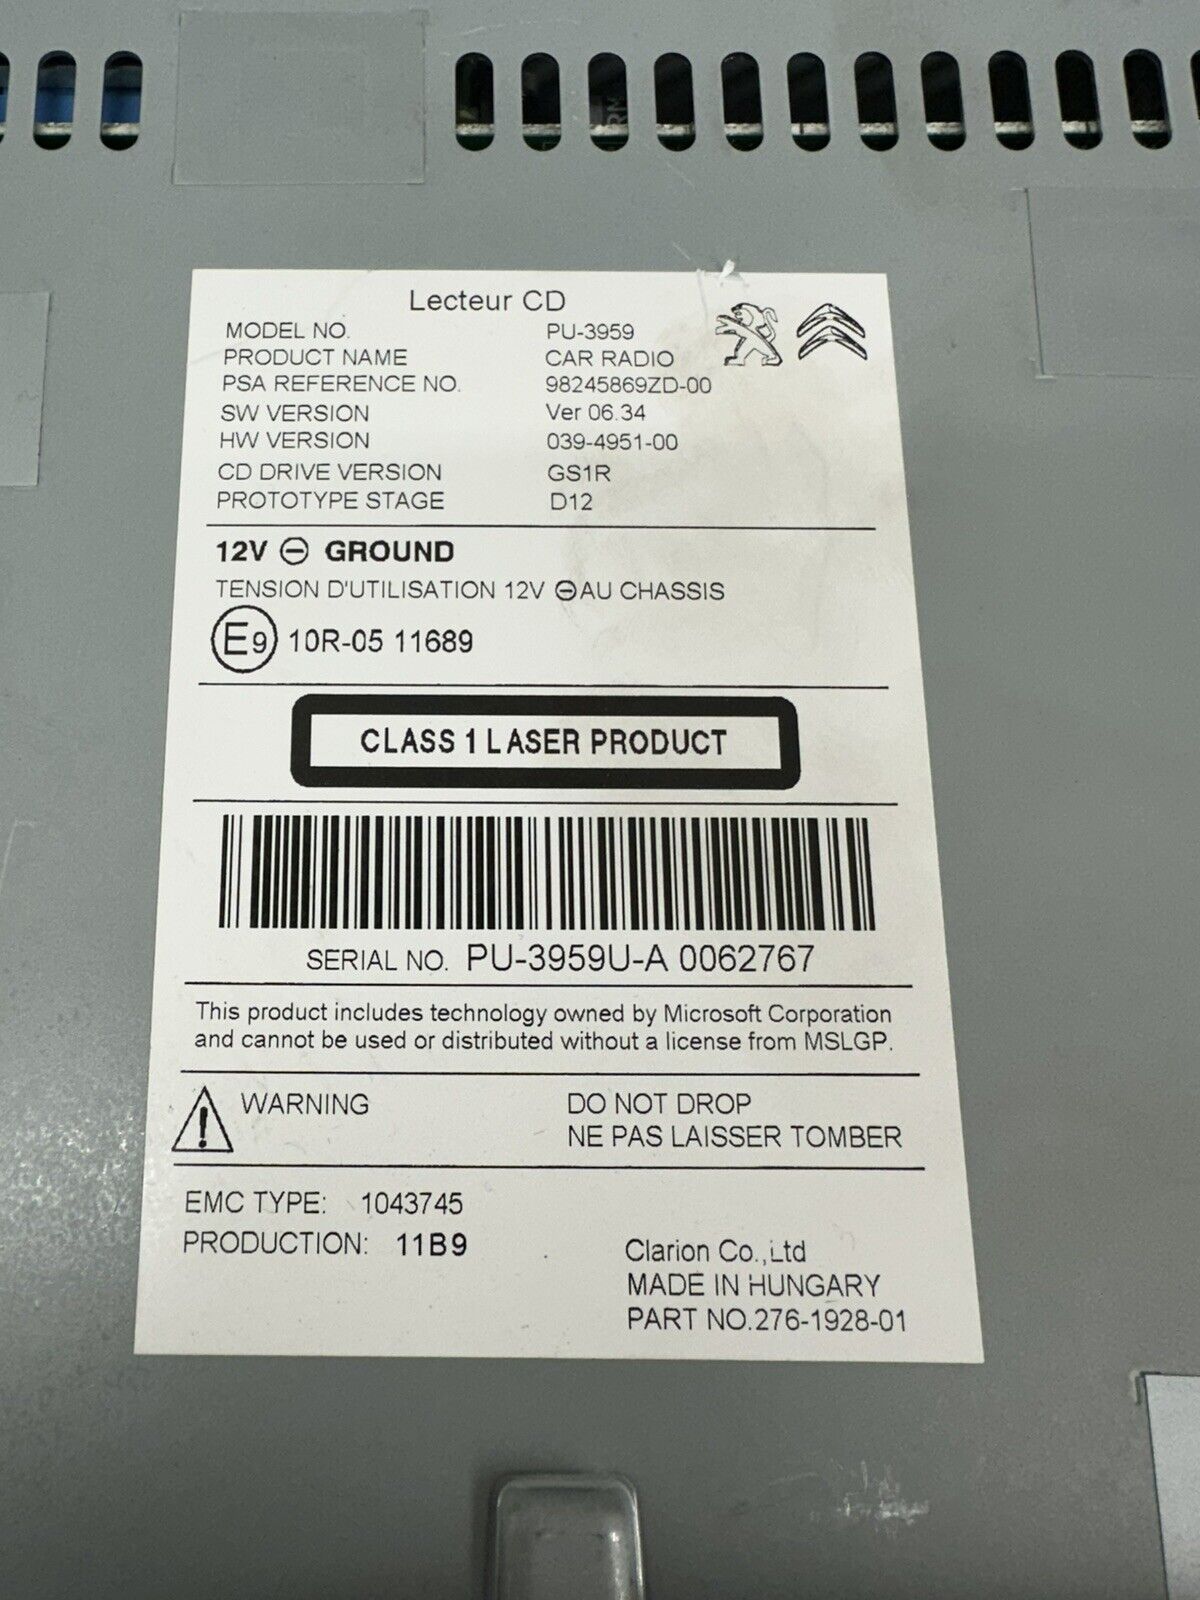 Lecteur CD
MODEL NO. PU-3959
PRODUCT NAME CAR RADIO
PSA REFERENCE NO. 98245869ZD-00
SW VERSION Ver 06.34
HW VERSION 039-4951-00
CD DRIVE VERSION GS1R
PROTOTYPE STAGE D12
12V ⊖ GROUND
TENSION D'UTILISATION 12V ⊖ AU CHASSIS
E9 10R-05 11689
CLASS 1 LASER PRODUCT
SERIAL NO. PU-3959U-A 0062767
This product includes technology owned by Microsoft Corporation
and cannot be used or distributed without a license from MSLGP.
WARNING DO NOT DROP
NE PAS LAISSER TOMBER
EMC TYPE: 1043745
PRODUCTION: 11B9
Clarion Co.,Ltd
MADE IN HUNGARY
PART NO.276-1928-01